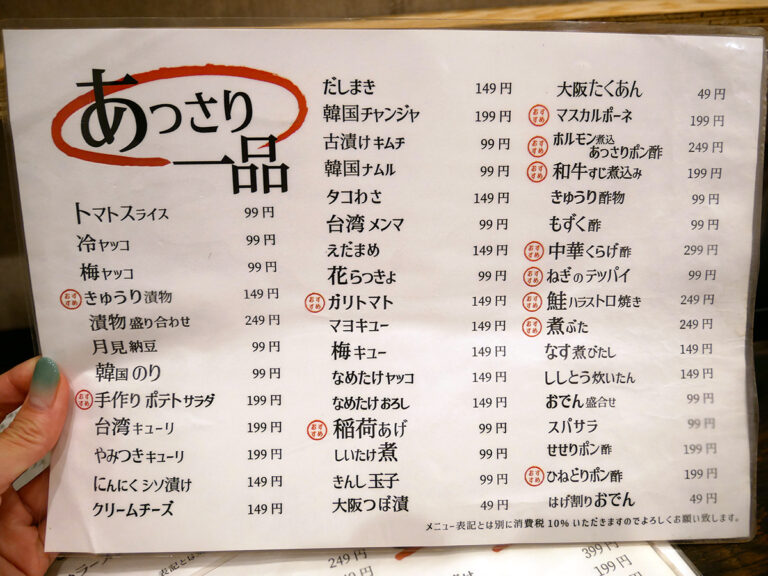 あっさり
一品
トマトスライス 99円
冷ヤッコ 99円
梅ヤッコ 99円
おすすめ きゅうり漬物 149円
漬物盛り合わせ 249円
月見納豆 99円
韓国のり 99円
おすすめ 手作りポテトサラダ 199円
台湾キューリ 199円
やみつきキューリ 199円
にんにくシソ漬け 149円
クリームチーズ 149円
だしまき 149円
韓国チャンジャ 199円
古漬けキムチ 99円
韓国ナムル 99円
タコわさ 149円
台湾メンマ 99円
えだまめ 149円
花らっきょ 99円
おすすめ ガリトマト 149円
マヨキュー 149円
梅キュー 149円
なめたけヤッコ 149円
なめたけおろし 149円
おすすめ 稲荷あげ 99円
しいたけ煮 99円
きんし玉子 99円
大阪つぼ漬 49円
大阪たくあん 49円
おすすめ マスカルポーネ 199円
おすすめ ホルモン煮込
あっさりポン酢 249円
おすすめ 和牛すじ煮込み 199円
きゅうり酢物 99円
もずく酢 99円
おすすめ 中華くらげ酢 299円
おすすめ ねぎのテッパイ 99円
おすすめ 鮭ハラストロ焼き 249円
おすすめ 煮ぶた 249円
なす煮びたし 149円
ししとう炊いたん 149円
おでん盛合せ 99円
スパサラ 99円
せせりポン酢 199円
おすすめ ひねどりポン酢 199円
はげ割りおでん 49円
メニュー表記とは別に消費税10%いただきますのでよろしくお願い致します。
表記とは
249円
399円
199円